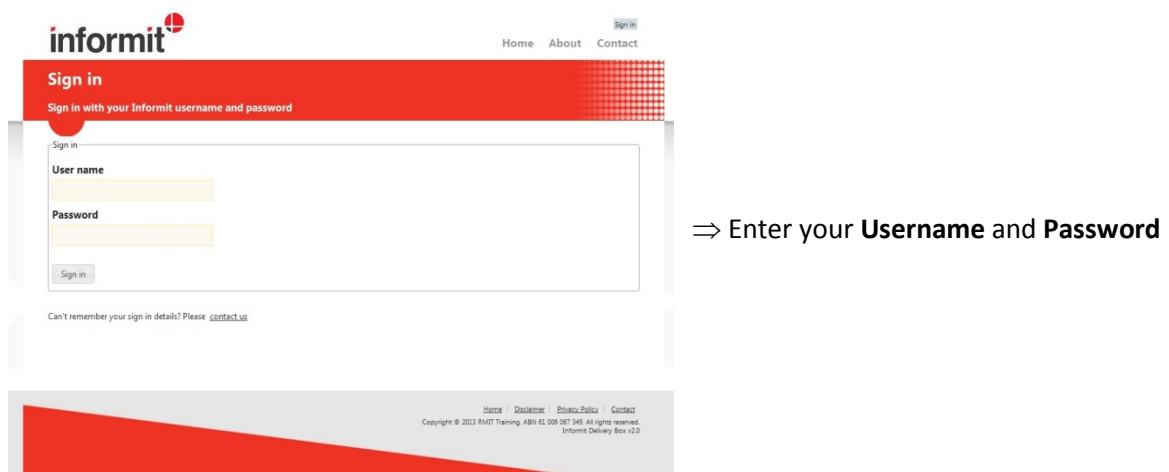 informit
Sign in
Home About Contact
Sign in
Sign in with your Informit username and password
Sign in
User name
Password
Sign in
Can't remember your sign in details? Please contact us
⇒ Enter your Username and Password
Home | Disclaimer | Privacy Policy | Contact
Copyright © 2013 RMIT Training. ABN 61 006 067 349. All rights reserved.
Informit Delivery Box v2.0